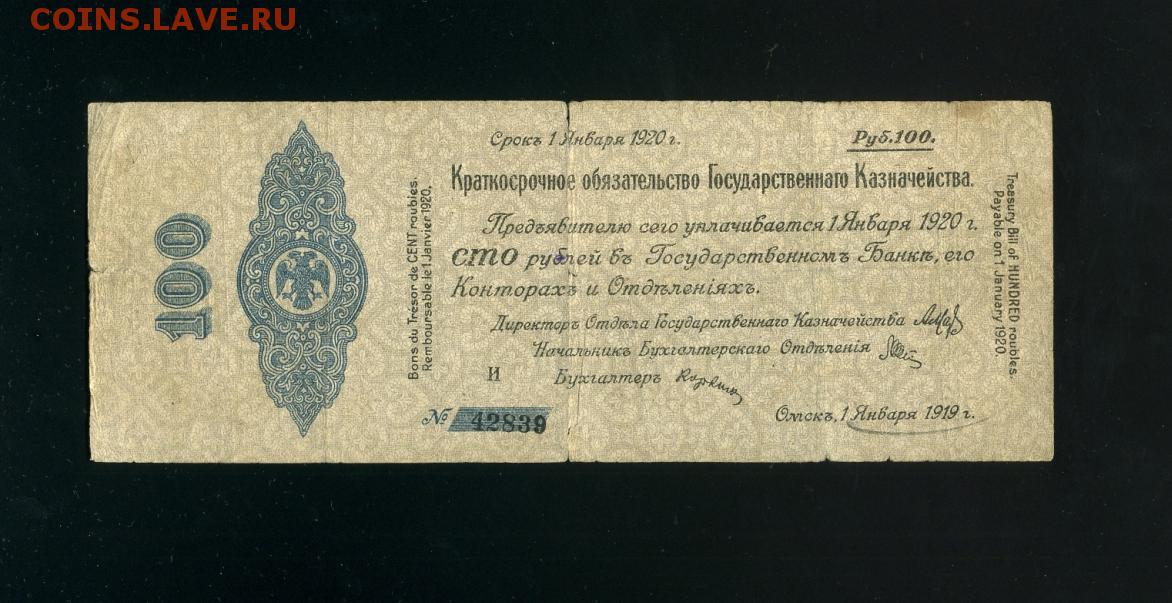 COINS.LAVE.RU
Срокъ 1 Января 1920 г.
Руб.100.
Краткосрочное обязательство Государственнаго Казначейства.
Предъявителю сего уплачивается 1 Января 1920 г.
сто рублей въ Государственномъ Банкѣ, его
Конторахъ и Отдѣленіяхъ.
Директоръ Отдѣла Государственнаго Казначейства
Начальникъ Бухгалтерскаго Отдѣленія
И Бухгалтеръ
№ 42839
Омскъ, 1 Января 1919 г.
100
Bons du Trésor de CENT roubles.
Remboursable le 1 Janvier 1920.
Treasury Bill of HUNDRED roubles.
Payable on 1 January 1920.